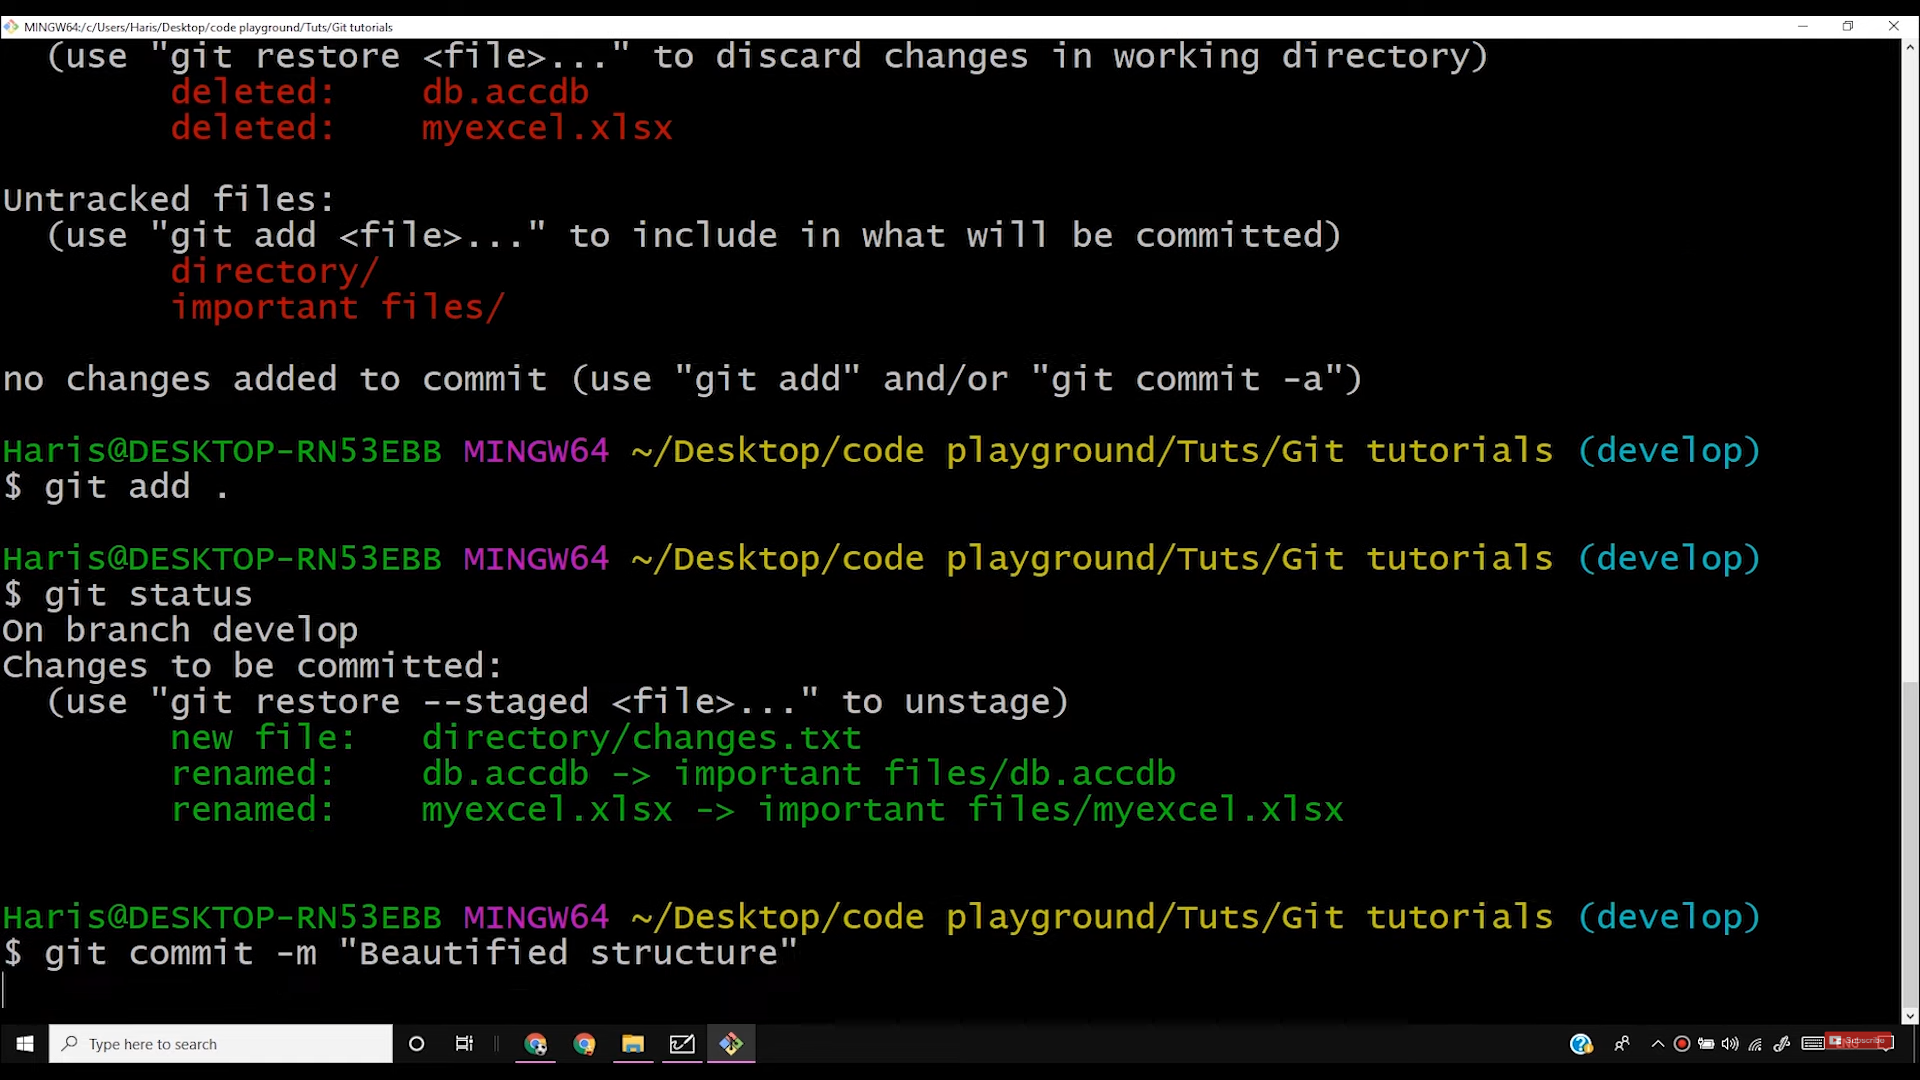 MINGW64:/c/Users/Haris/Desktop/code playground/Tuts/Git tutorials
(use "git restore <file>..." to discard changes in working directory)
deleted: db.accdb
deleted: myexcel.xlsx
Untracked files:
(use "git add <file>..." to include in what will be committed)
directory/
important files/
no changes added to commit (use "git add" and/or "git commit -a")
Haris@DESKTOP-RN53EBB MINGW64 ~/Desktop/code playground/Tuts/Git tutorials (develop)
$ git add .
Haris@DESKTOP-RN53EBB MINGW64 ~/Desktop/code playground/Tuts/Git tutorials (develop)
$ git status
On branch develop
Changes to be committed:
(use "git restore --staged <file>..." to unstage)
new file: directory/changes.txt
renamed: db.accdb -> important files/db.accdb
renamed: myexcel.xlsx -> important files/myexcel.xlsx
Haris@DESKTOP-RN53EBB MINGW64 ~/Desktop/code playground/Tuts/Git tutorials (develop)
$ git commit -m "Beautified structure"
Type here to search
Subscribe